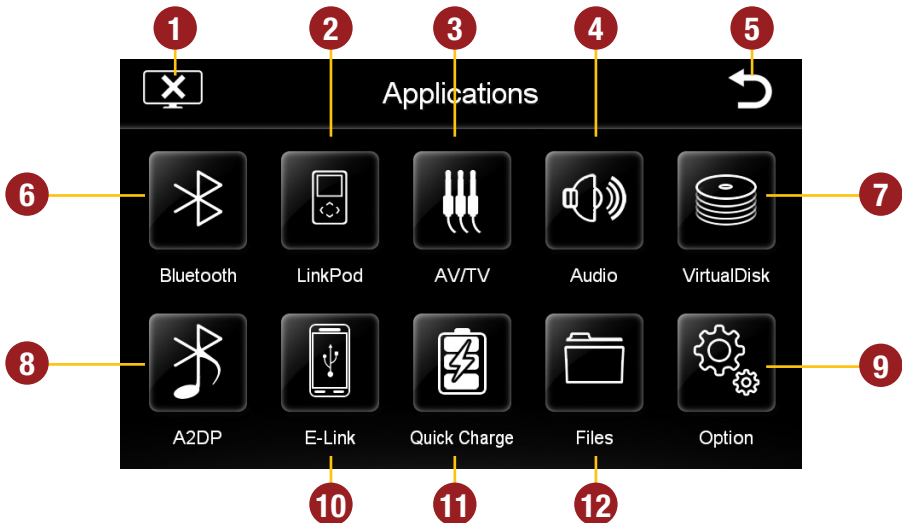 1 2 3 4 5
Applications
6 7
Bluetooth LinkPod AV/TV Audio VirtualDisk
8 9
A2DP E-Link Quick Charge Files Option
10 11 12